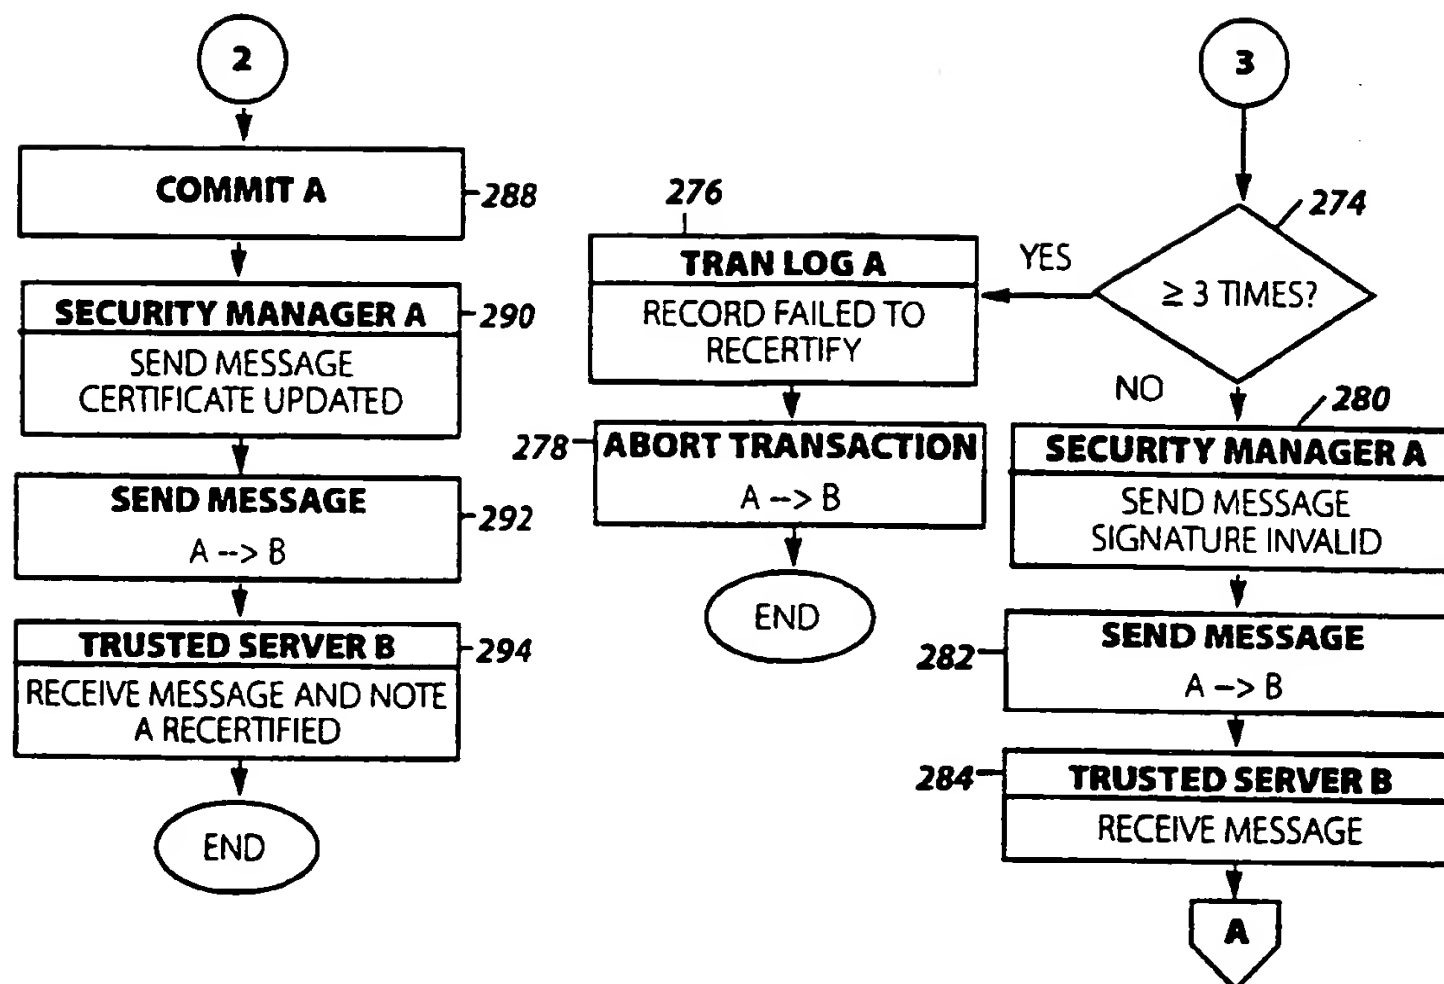 2
COMMIT A
288
SECURITY MANAGER A
290
SEND MESSAGE
CERTIFICATE UPDATED
SEND MESSAGE
292
A --> B
TRUSTED SERVER B
294
RECEIVE MESSAGE AND NOTE
A RECERTIFIED
END
3
274
≥ 3 TIMES?
YES
276
TRAN LOG A
RECORD FAILED TO
RECERTIFY
278
ABORT TRANSACTION
A --> B
END
NO
280
SECURITY MANAGER A
SEND MESSAGE
SIGNATURE INVALID
282
SEND MESSAGE
A --> B
284
TRUSTED SERVER B
RECEIVE MESSAGE
A